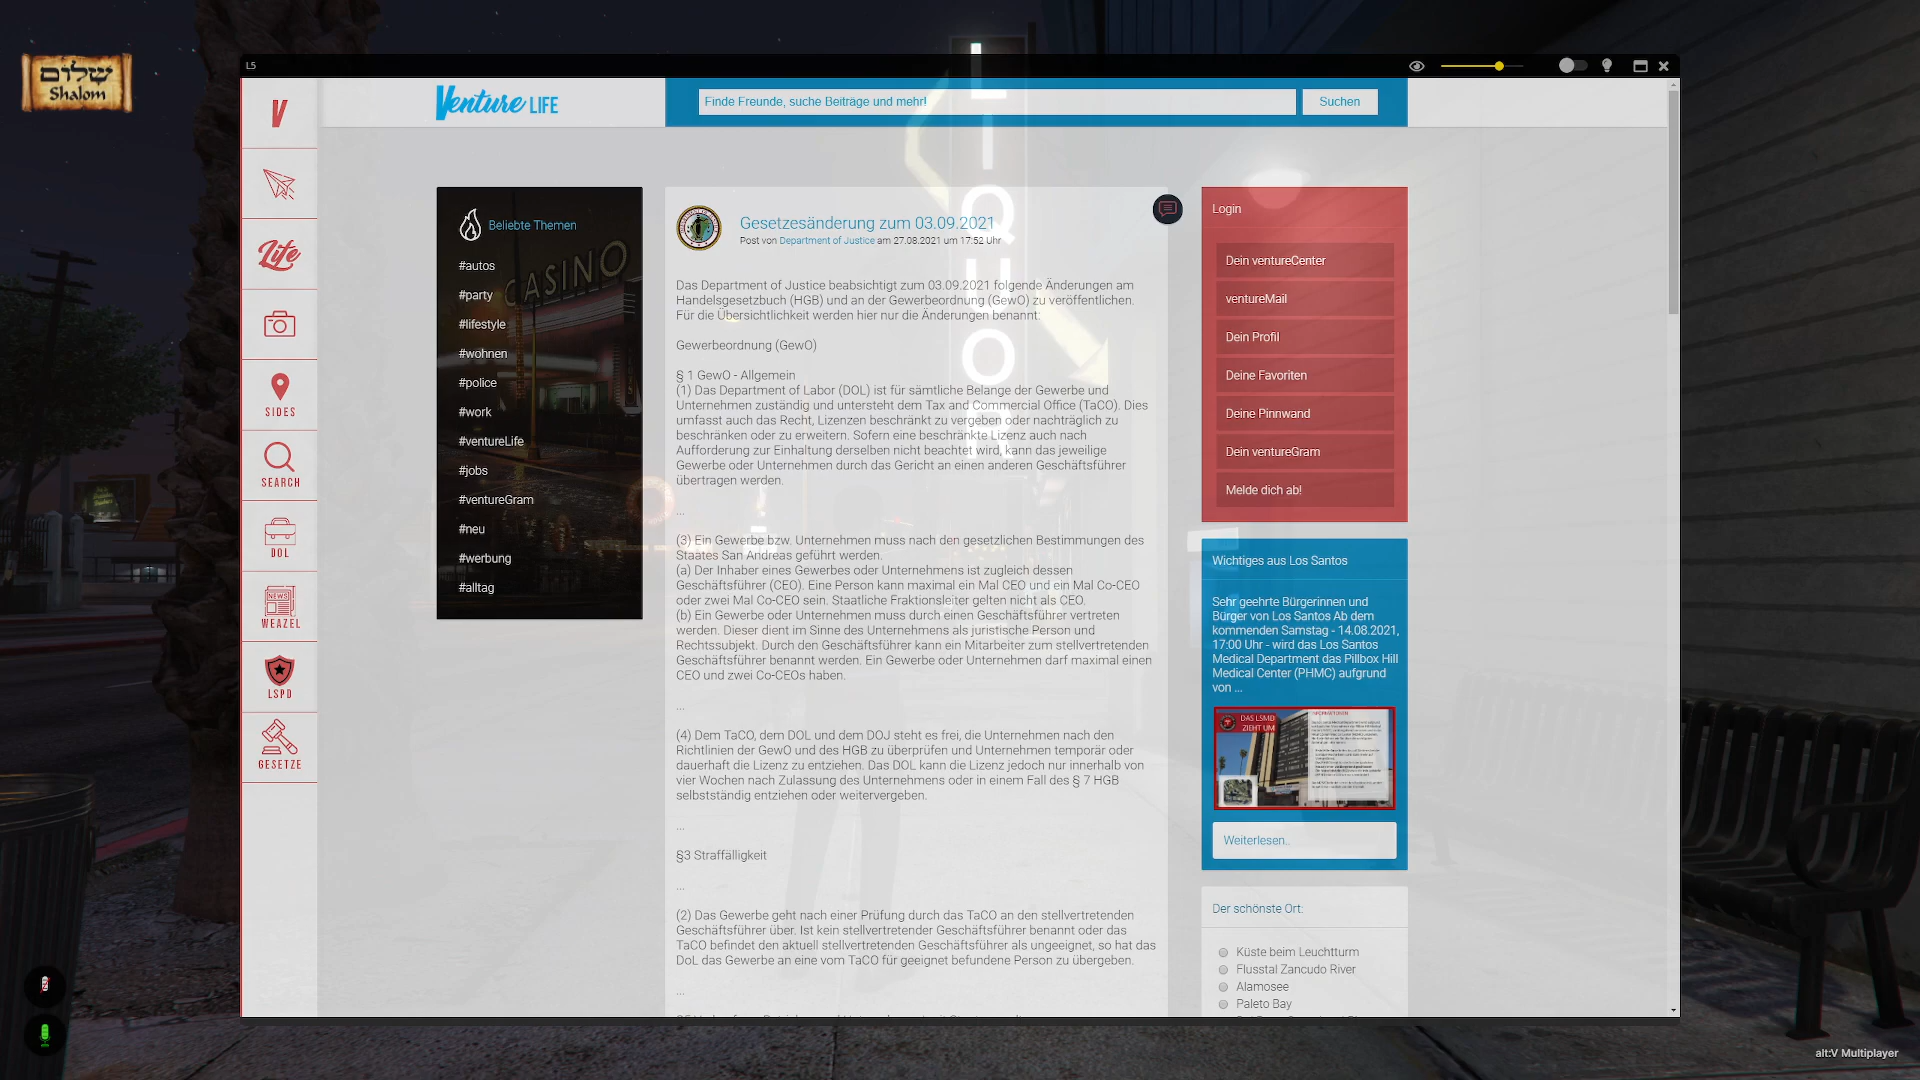 שלום
Shalom
L5
Venture LIFE
Finde Freunde, suche Beiträge und mehr!
Suchen
V
Life
SIDES
SEARCH
DOL
NEWS
WEAZEL
LSPD
GESETZE
Beliebte Themen
CASINO
#autos
#party
#lifestyle
#wohnen
#police
#work
#ventureLife
#jobs
#ventureGram
#neu
#werbung
#alltag
LIQUOR
Gesetzesänderung zum 03.09.2021
Post von Department of Justice am 27.08.2021 um 17:52 Uhr
Das Department of Justice beabsichtigt zum 03.09.2021 folgende Änderungen am
Handelsgesetzbuch (HGB) und an der Gewerbeordnung (GewO) zu veröffentlichen.
Für die Übersichtlichkeit werden hier nur die Änderungen benannt:
Gewerbeordnung (GewO)
§ 1 GewO - Allgemein
(1) Das Department of Labor (DOL) ist für sämtliche Belange der Gewerbe und
Unternehmen zuständig und untersteht dem Tax and Commercial Office (TaCO). Dies
umfasst auch das Recht, Lizenzen beschränkt zu vergeben oder nachträglich zu
beschränken oder zu erweitern. Sofern eine beschränkte Lizenz auch nach
Aufforderung zur Einhaltung derselben nicht beachtet wird, kann das jeweilige
Gewerbe oder Unternehmen durch das Gericht an einen anderen Geschäftsführer
übertragen werden.
...
(3) Ein Gewerbe bzw. Unternehmen muss nach den gesetzlichen Bestimmungen des
Staates San Andreas geführt werden.
(a) Der Inhaber eines Gewerbes oder Unternehmens ist zugleich dessen
Geschäftsführer (CEO). Eine Person kann maximal ein Mal CEO und ein Mal Co-CEO
oder zwei Mal Co-CEO sein. Staatliche Fraktionsleiter gelten nicht als CEO.
(b) Ein Gewerbe oder Unternehmen muss durch einen Geschäftsführer vertreten
werden. Dieser dient im Sinne des Unternehmens als juristische Person und
Rechtssubjekt. Durch den Geschäftsführer kann ein Mitarbeiter zum stellvertretenden
Geschäftsführer benannt werden. Ein Gewerbe oder Unternehmen darf maximal einen
CEO und zwei Co-CEOs haben.
...
(4) Dem TaCO, dem DOL und dem DOJ steht es frei, die Unternehmen nach den
Richtlinien der GewO und des HGB zu überprüfen und Unternehmen temporär oder
dauerhaft die Lizenz zu entziehen. Das DOL kann die Lizenz jedoch nur innerhalb von
vier Wochen nach Zulassung des Unternehmens oder in einem Fall des § 7 HGB
selbstständig entziehen oder weitervergeben.
...
§3 Straffälligkeit
...
(2) Das Gewerbe geht nach einer Prüfung durch das TaCO an den stellvertretenden
Geschäftsführer über. Ist kein stellvertretender Geschäftsführer benannt oder das
TaCO befindet den aktuell stellvertretenden Geschäftsführer als ungeeignet, so hat das
DoL das Gewerbe an eine vom TaCO für geeignet befundene Person zu übergeben.
...
Login
Dein ventureCenter
ventureMail
Dein Profil
Deine Favoriten
Deine Pinnwand
Dein ventureGram
Melde dich ab!
Wichtiges aus Los Santos
Sehr geehrte Bürgerinnen und
Bürger von Los Santos Ab dem
kommenden Samstag - 14.08.2021,
17:00 Uhr - wird das Los Santos
Medical Department das Pillbox Hill
Medical Center (PHMC) aufgrund
von ...
DAS LSMD
ZIEHT UM
Weiterlesen..
Der schönste Ort:
Küste beim Leuchtturm
Flusstal Zancudo River
Alamosee
Paleto Bay
alt:V Multiplayer